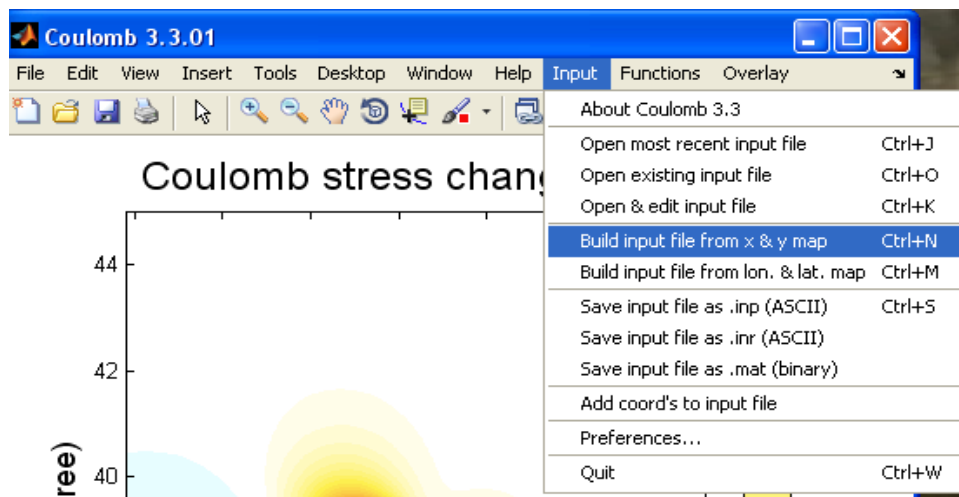 Coulomb 3.3.01
File Edit View Insert Tools Desktop Window Help Input Functions Overlay
About Coulomb 3.3
Open most recent input file Ctrl+J
Open existing input file Ctrl+O
Open & edit input file Ctrl+K
Build input file from x & y map Ctrl+N
Build input file from lon. & lat. map Ctrl+M
Save input file as .inp (ASCII) Ctrl+S
Save input file as .inr (ASCII)
Save input file as .mat (binary)
Add coord's to input file
Preferences...
Quit Ctrl+W
Coulomb stress chan
44
42
40
ree)